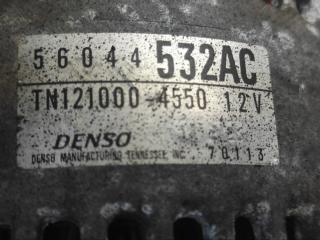 56044 532AC
TN121000-4550 12V
DENSO
DENSO MANUFACTURING TENNESSEE, INC. 70113